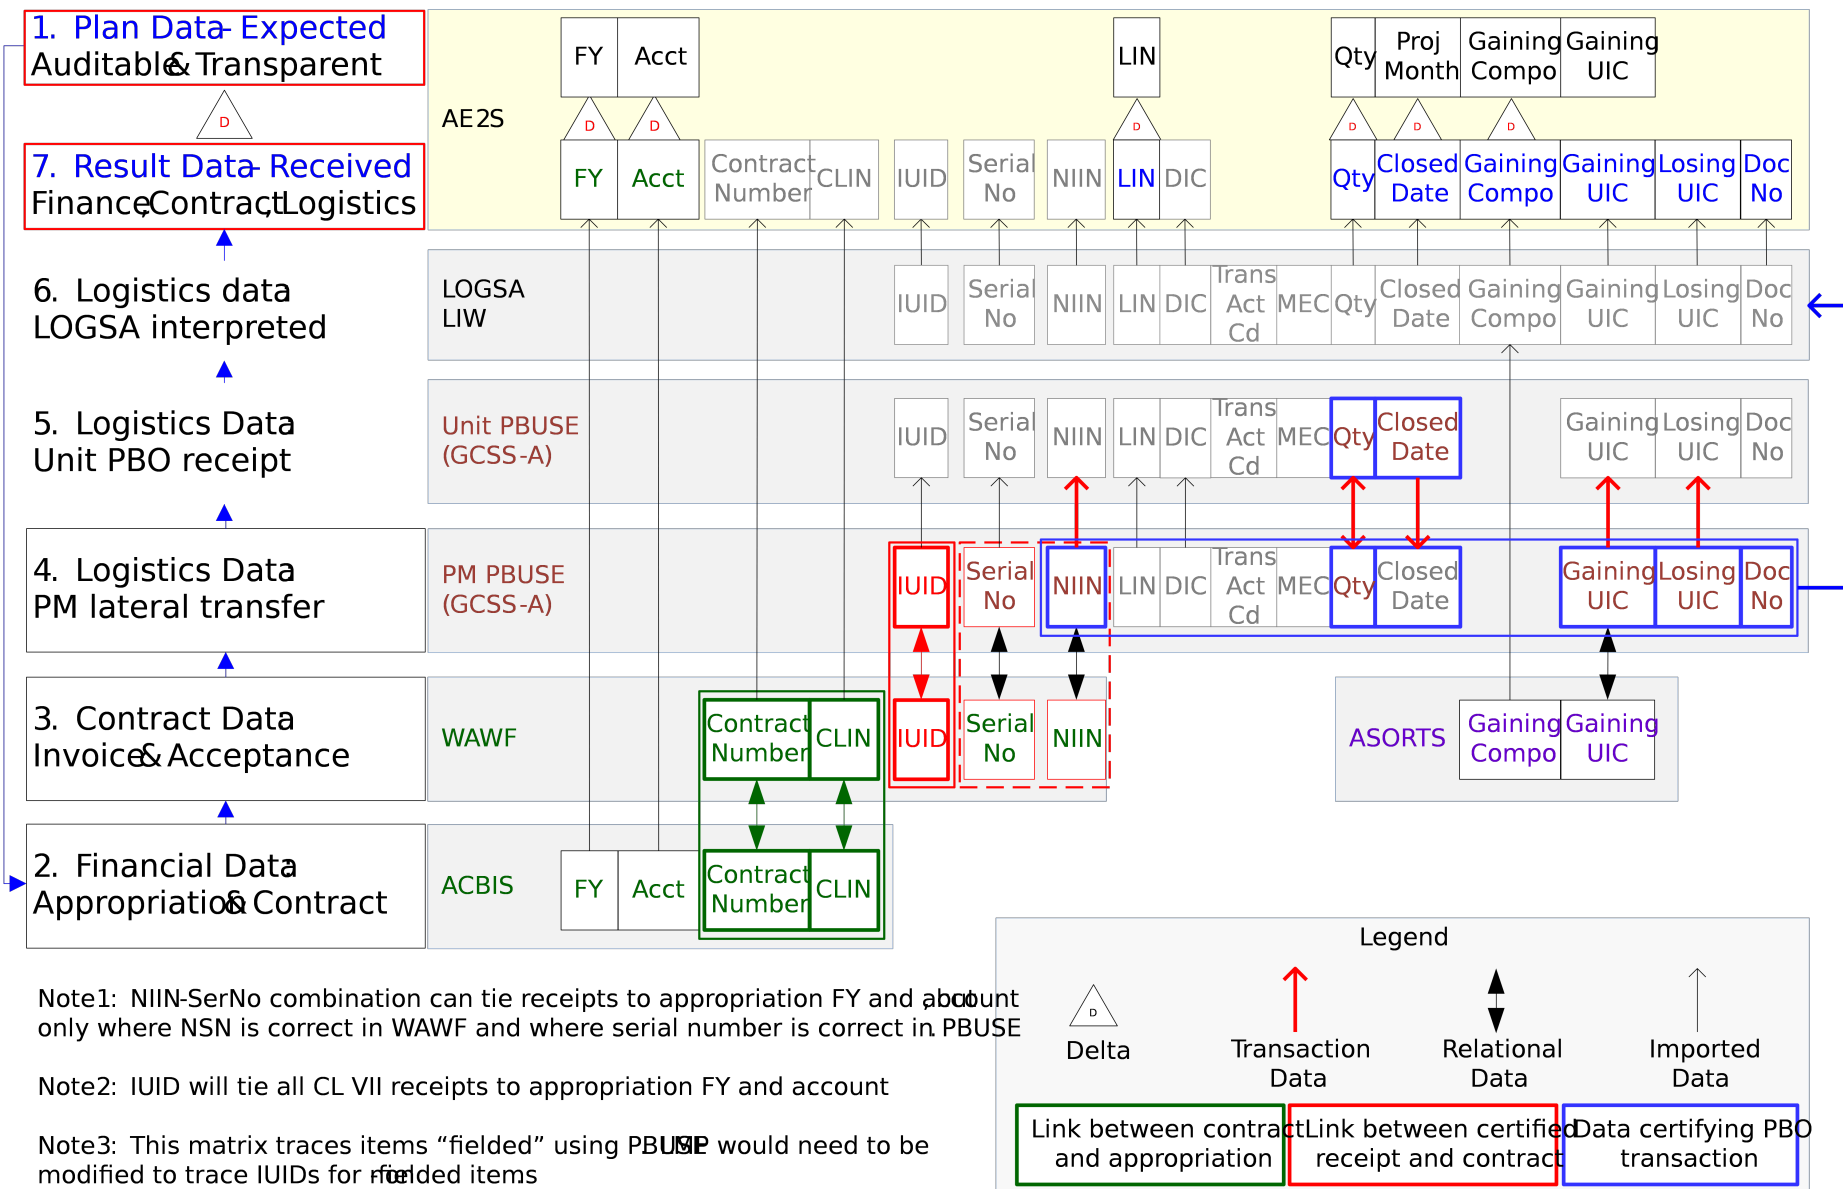 1. Plan Data - Expected
Auditable & Transparent
D
7. Result Data - Received
Finance, Contract, Logistics
6. Logistics data:
LOGSA interpreted
5. Logistics Data:
Unit PBO receipt
4. Logistics Data:
PM lateral transfer
3. Contract Data:
Invoice & Acceptance
2. Financial Data:
Appropriation & Contract
AE2S
FY
Acct
LIN
Qty
Proj
Month
Gaining
Compo
Gaining
UIC
D
D
D
D
D
D
FY
Acct
Contract
Number
CLIN
IUID
Serial
No
NIIN
LIN
DIC
Qty
Closed
Date
Gaining
Compo
Gaining
UIC
Losing
UIC
Doc
No
LOGSA
LIW
IUID
Serial
No
NIIN
LIN
DIC
Trans
Act
Cd
MEC
Qty
Closed
Date
Gaining
Compo
Gaining
UIC
Losing
UIC
Doc
No
Unit PBUSE
(GCSS-A)
IUID
Serial
No
NIIN
LIN
DIC
Trans
Act
Cd
MEC
Qty
Closed
Date
Gaining
UIC
Losing
UIC
Doc
No
PM PBUSE
(GCSS-A)
IUID
Serial
No
NIIN
LIN
DIC
Trans
Act
Cd
MEC
Qty
Closed
Date
Gaining
UIC
Losing
UIC
Doc
No
WAWF
Contract
Number
CLIN
IUID
Serial
No
NIIN
ASORTS
Gaining
Compo
Gaining
UIC
ACBIS
FY
Acct
Contract
Number
CLIN
Note1: NIIN-SerNo combination can tie receipts to appropriation FY and account, but
only where NSN is correct in WAWF and where serial number is correct in PBUSE.
Note2: IUID will tie all CL VII receipts to appropriation FY and account
Note3: This matrix traces items “fielded” using PBUSE. UMP would need to be
modified to trace IUIDs for non-fielded items.
Legend
D
Delta
Transaction
Data
Relational
Data
Imported
Data
Link between contract
and appropriation
Link between certified
receipt and contract
Data certifying PBO
transaction